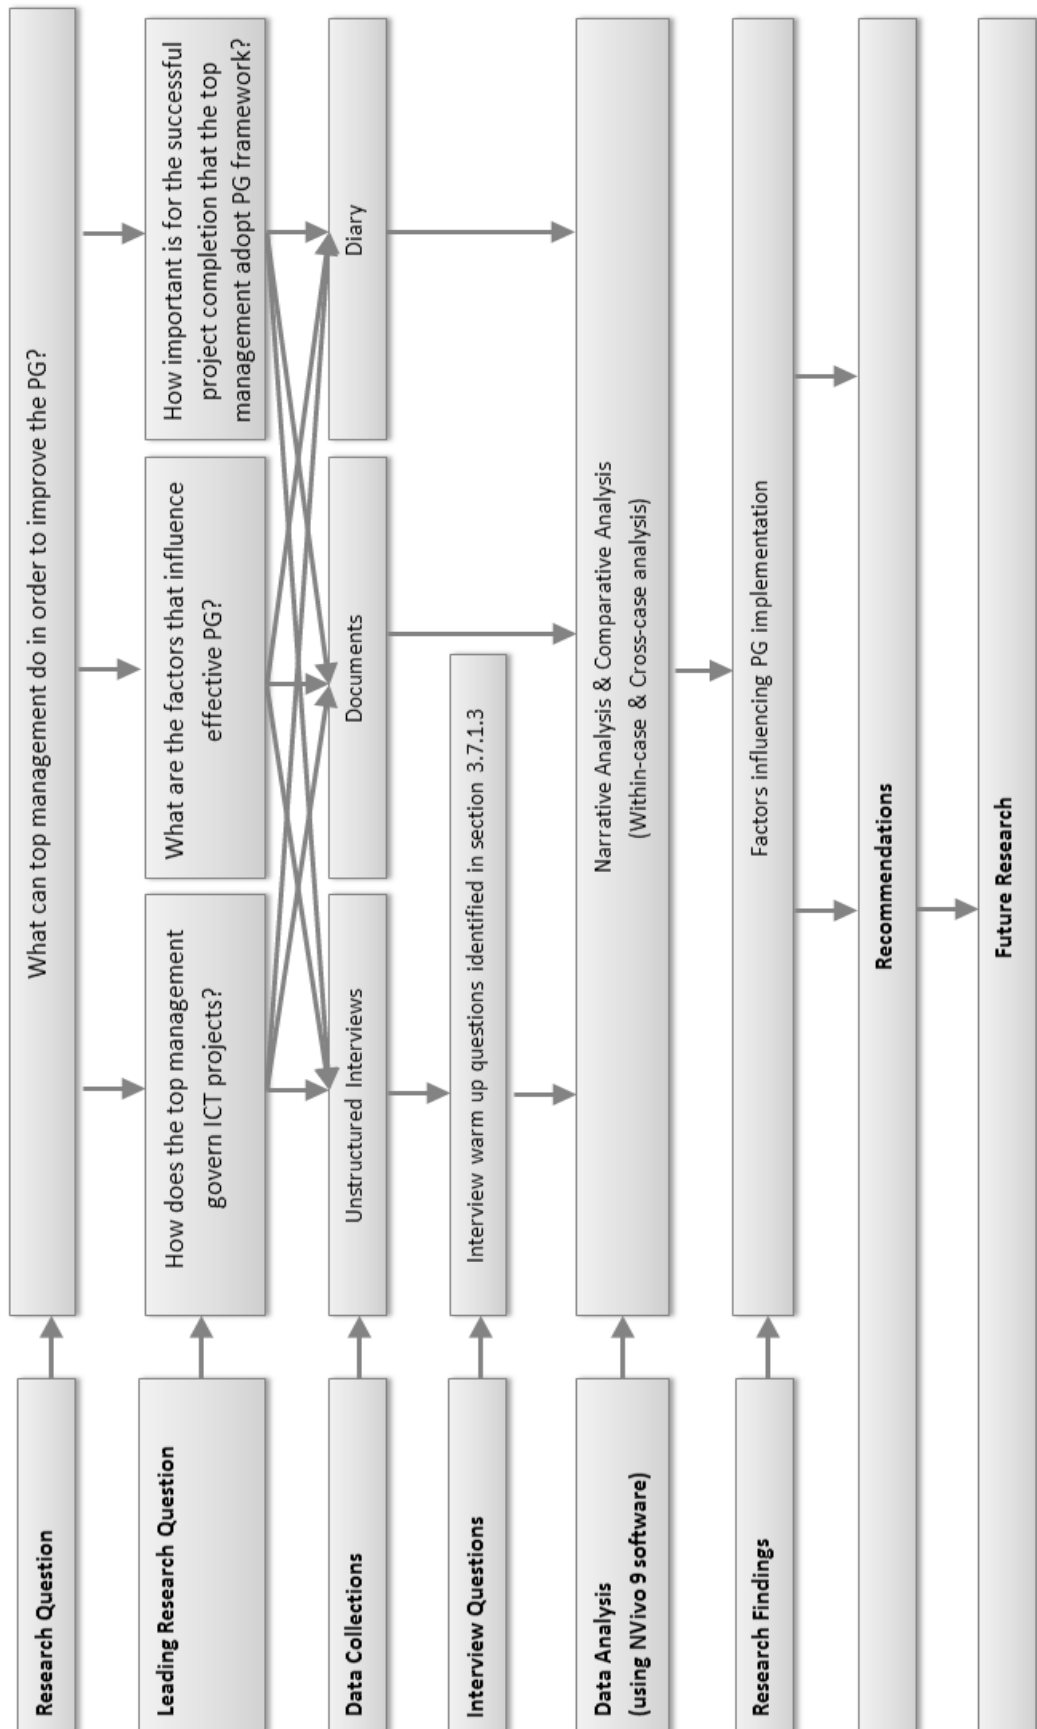 Research Question
What can top management do in order to improve the PG?
Leading Research Question
How does the top management
govern ICT projects?
What are the factors that influence
effective PG?
How important is for the successful
project completion that the top
management adopt PG framework?
Data Collections
Unstructured Interviews
Documents
Diary
Interview Questions
Interview warm up questions identified in section 3.7.1.3
Data Analysis
(using NVivo 9 software)
Narrative Analysis & Comparative Analysis
(Within-case & Cross-case analysis)
Research Findings
Factors influencing PG implementation
Recommendations
Future Research